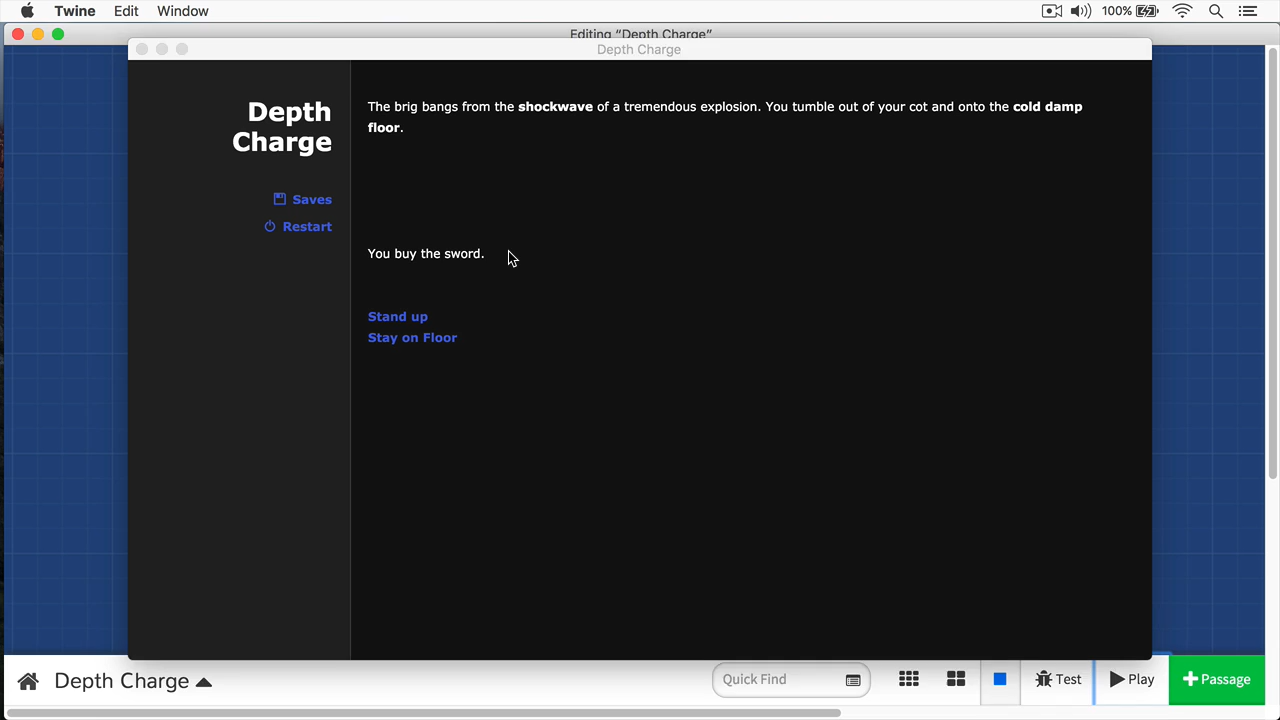 Twine Edit Window 100%
Editing “Depth Charge”
Depth Charge
Depth
Charge
Saves
Restart
The brig bangs from the shockwave of a tremendous explosion. You tumble out of your cot and onto the cold damp
floor.
You buy the sword.
Stand up
Stay on Floor
Depth Charge Quick Find Test Play Passage